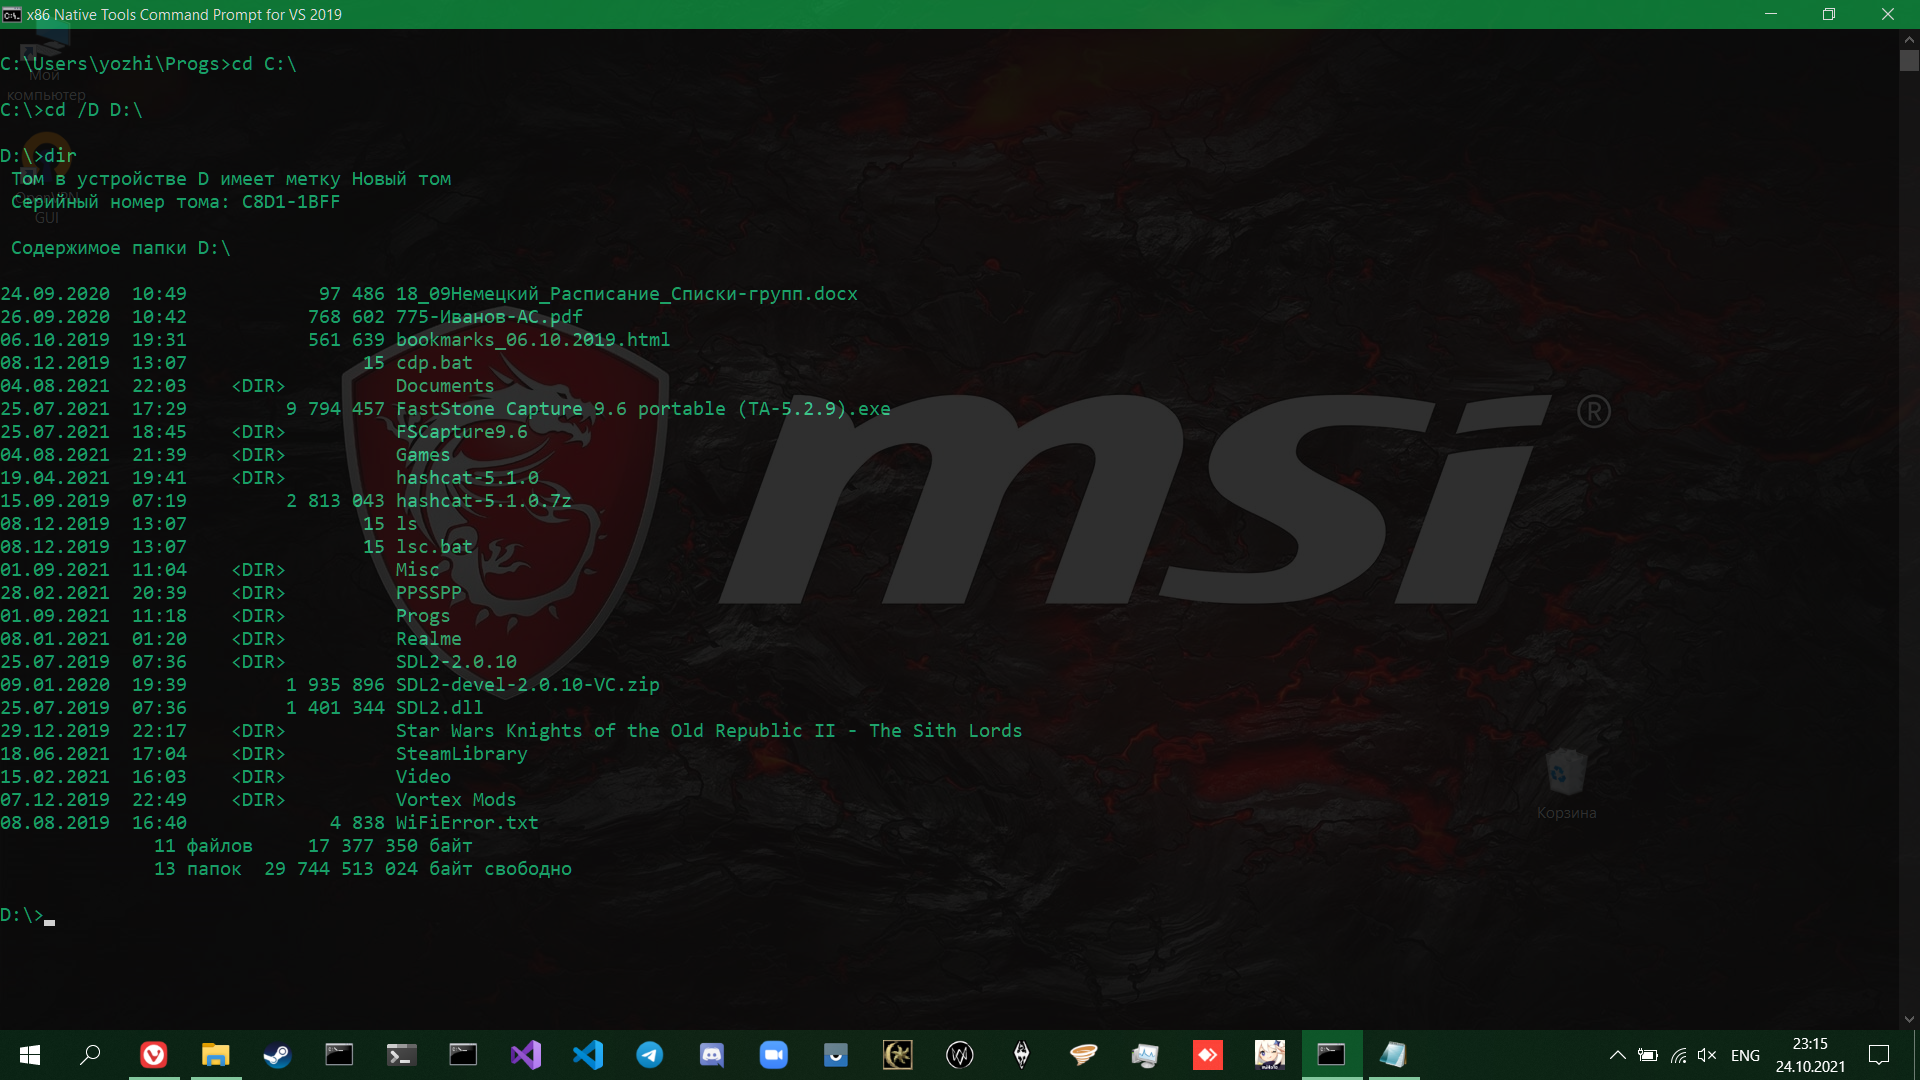 x86 Native Tools Command Prompt for VS 2019
C:\Users\yozhi\Progs>cd C:\
Мой
компьютер
C:\>cd /D D:\
D:\>dir
Том в устройстве D имеет метку Новый том
Серийный номер тома: C8D1-1BFF
GUI
Содержимое папки D:\
24.09.2020  10:49            97 486 18_09Немецкий_Расписание_Списки-групп.docx
26.09.2020  10:42           768 602 775-Иванов-АС.pdf
06.10.2019  19:31           561 639 bookmarks_06.10.2019.html
08.12.2019  13:07                15 cdp.bat
04.08.2021  22:03    <DIR>          Documents
25.07.2021  17:29         9 794 457 FastStone Capture 9.6 portable (TA-5.2.9).exe
25.07.2021  18:45    <DIR>          FSCapture9.6
04.08.2021  21:39    <DIR>          Games
19.04.2021  19:41    <DIR>          hashcat-5.1.0
15.09.2019  07:19         2 813 043 hashcat-5.1.0.7z
08.12.2019  13:07                15 ls
08.12.2019  13:07                15 lsc.bat
01.09.2021  11:04    <DIR>          Misc
28.02.2021  20:39    <DIR>          PPSSPP
01.09.2021  11:18    <DIR>          Progs
08.01.2021  01:20    <DIR>          Realme
25.07.2019  07:36    <DIR>          SDL2-2.0.10
09.01.2020  19:39         1 935 896 SDL2-devel-2.0.10-VC.zip
25.07.2019  07:36         1 401 344 SDL2.dll
29.12.2019  22:17    <DIR>          Star Wars Knights of the Old Republic II - The Sith Lords
18.06.2021  17:04    <DIR>          SteamLibrary
15.02.2021  16:03    <DIR>          Video
07.12.2019  22:49    <DIR>          Vortex Mods
08.08.2019  16:40             4 838 WiFiError.txt
11 файлов     17 377 350 байт
13 папок  29 744 513 024 байт свободно
D:\>
msi ®
Корзина
ENG
23:15
24.10.2021